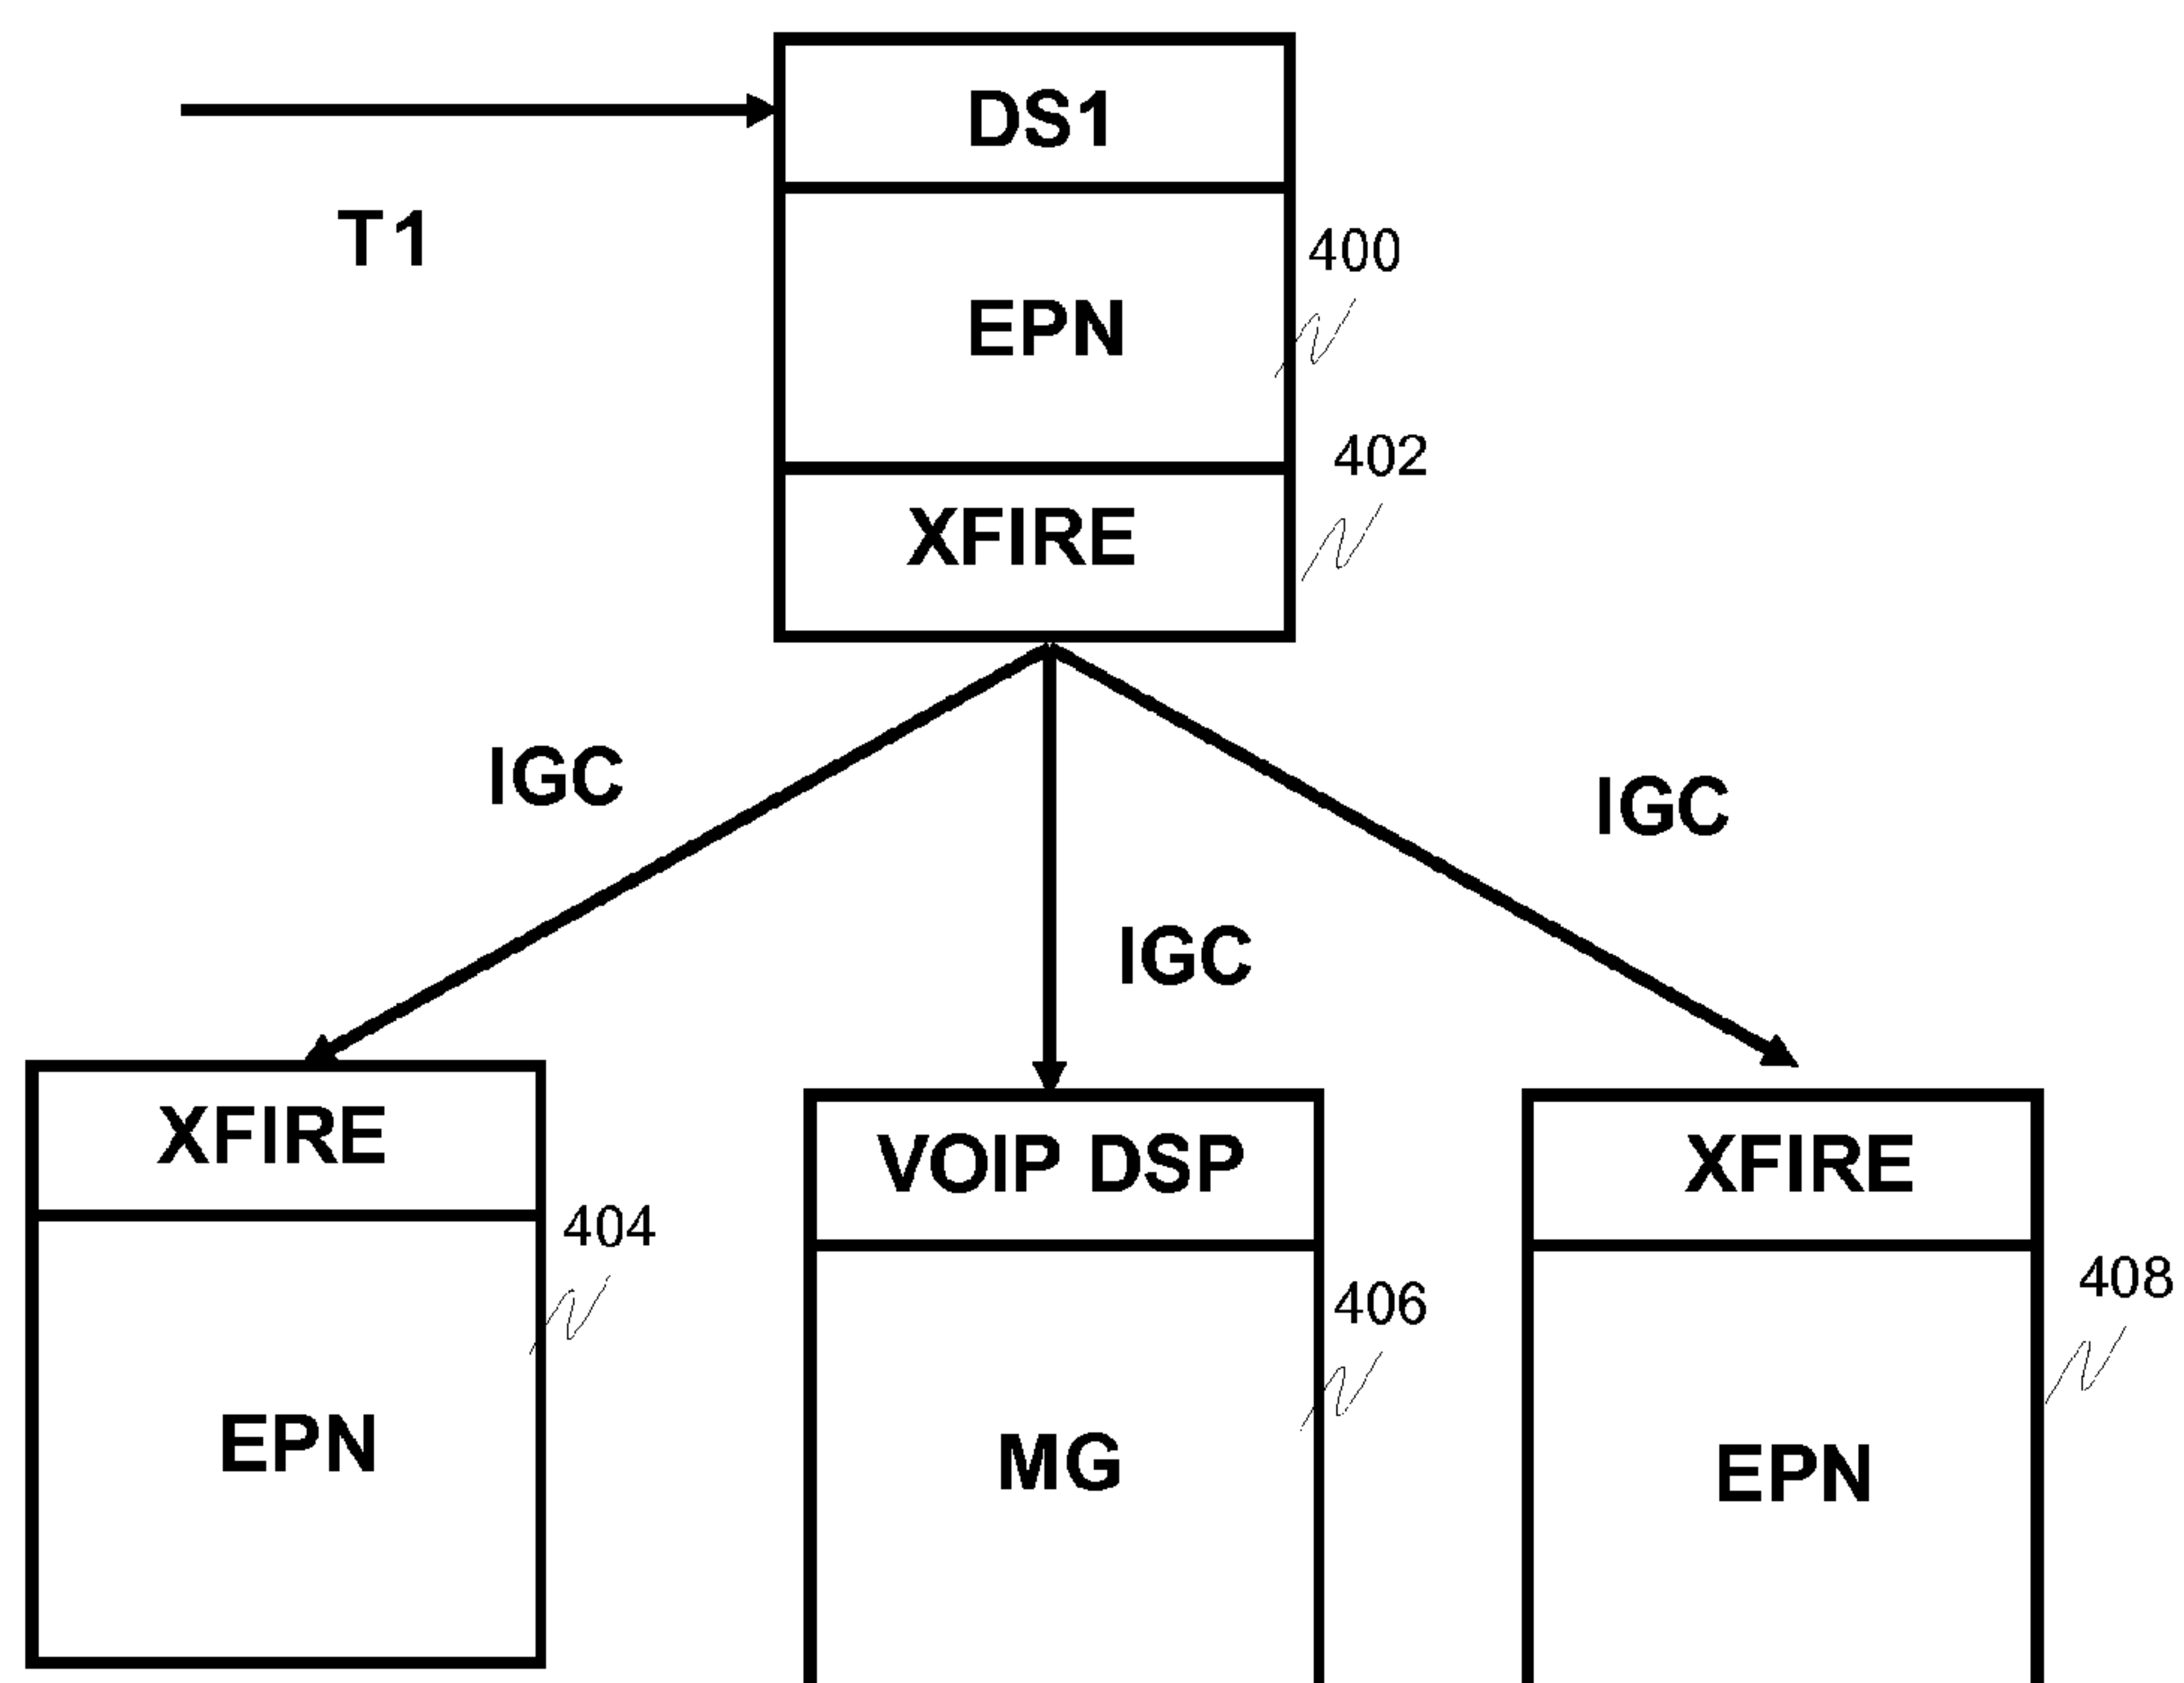 DS1
T1
400
EPN
402
XFIRE
IGC
IGC
IGC
XFIRE
404
EPN
VOIP DSP
406
MG
XFIRE
408
EPN